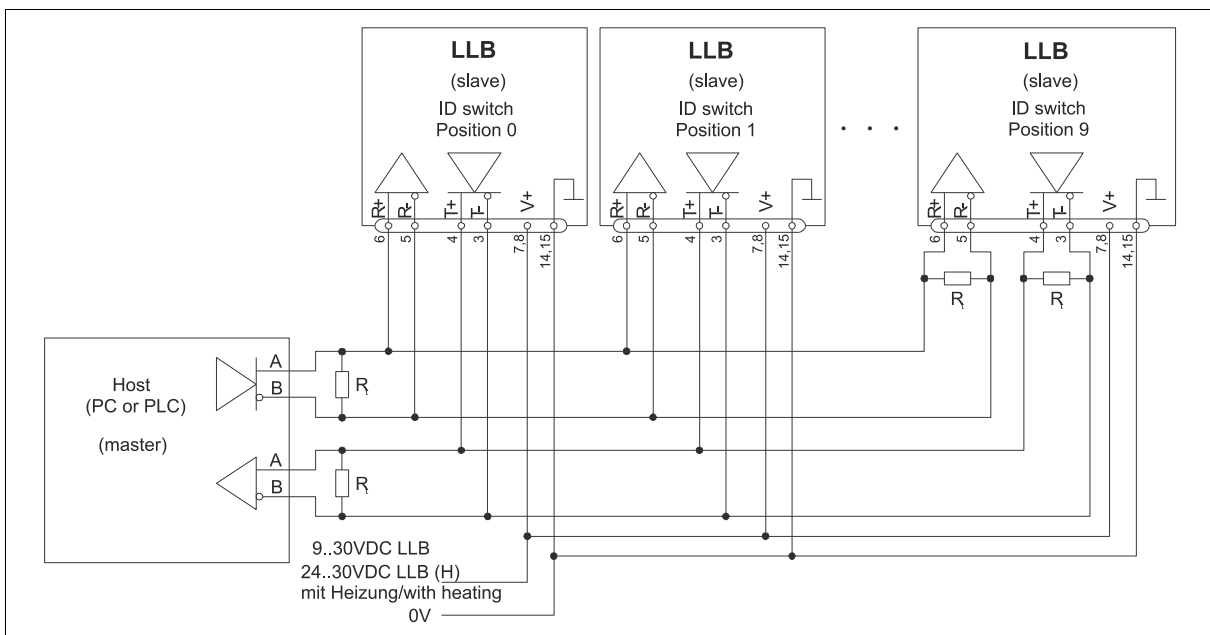 LLB
(slave)
ID switch
Position 0
R+
R-
T+
T-
V+
6
5
4
3
7,8
14,15
LLB
(slave)
ID switch
Position 1
R+
R-
T+
T-
V+
6
5
4
3
7,8
14,15
. . .
LLB
(slave)
ID switch
Position 9
R+
R-
T+
T-
V+
6
5
4
3
7,8
14,15
Rt
Rt
Host
(PC or PLC)
(master)
A
B
Rt
A
B
Rt
9..30VDC LLB
24..30VDC LLB (H)
mit Heizung/with heating
0V